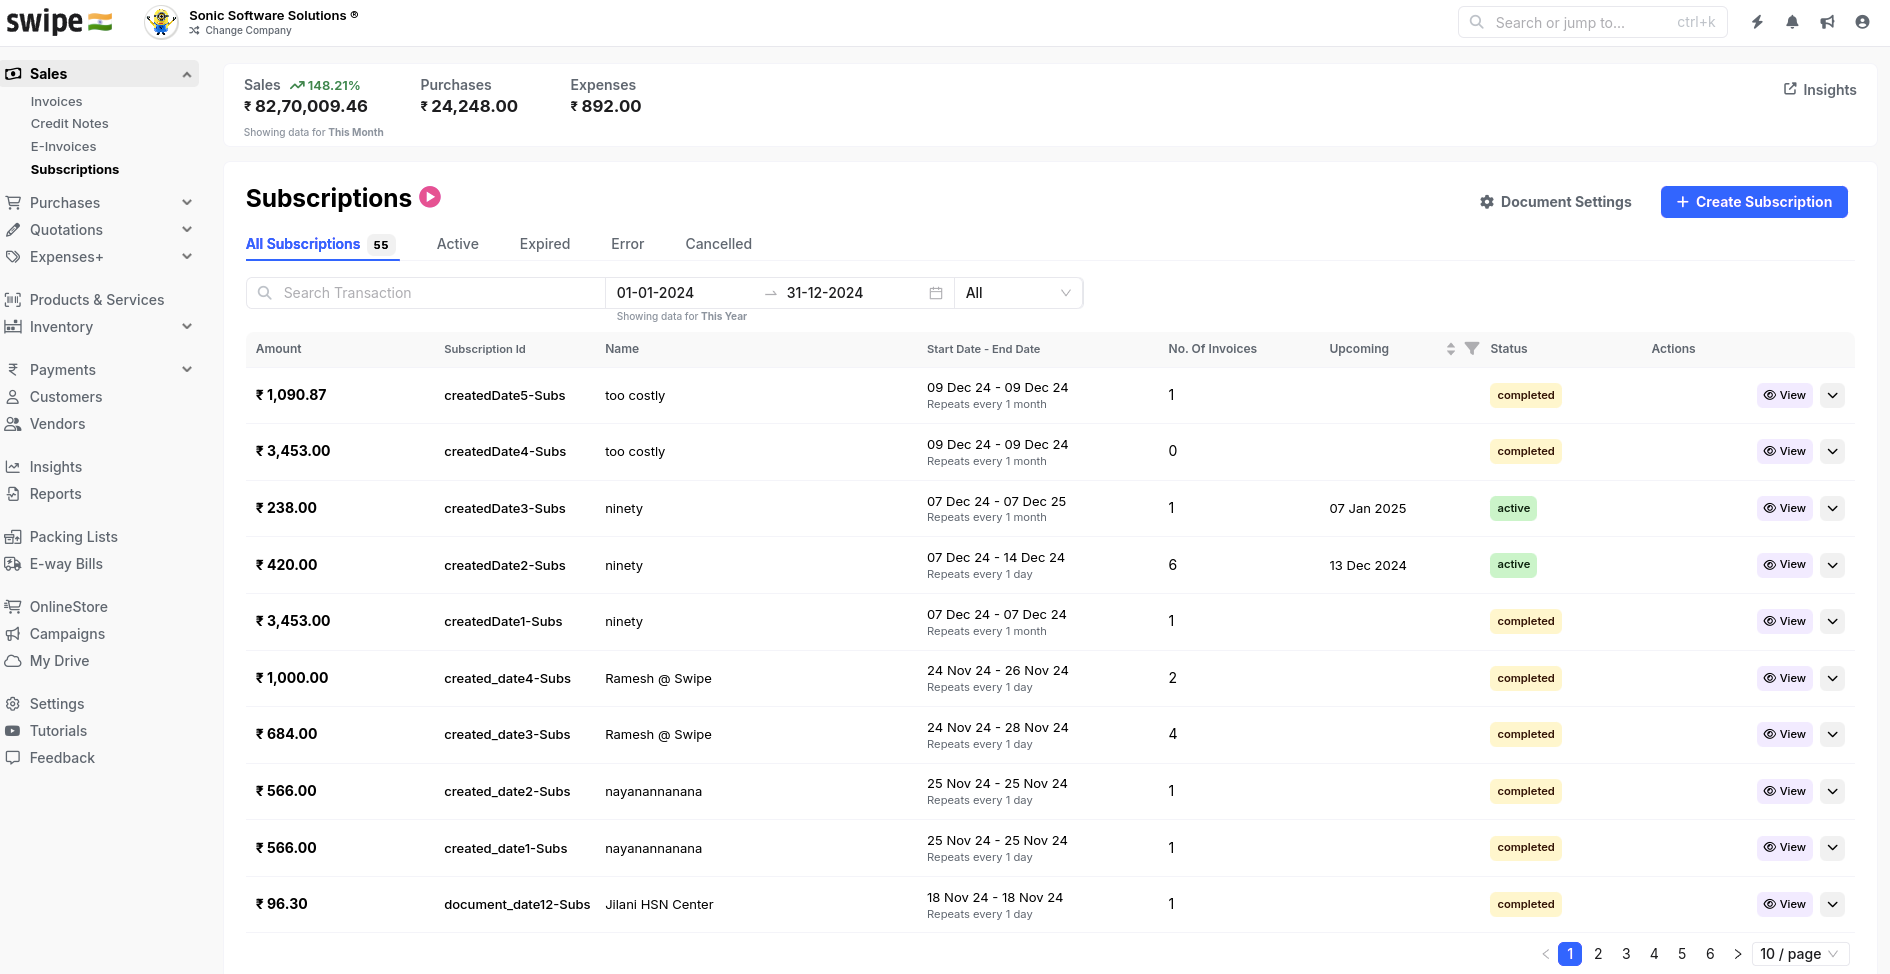 swipe
Sonic Software Solutions ®
Change Company
Search or jump to... ctrl+k
Sales
Invoices
Credit Notes
E-Invoices
Subscriptions
Purchases
Quotations
Expenses+
Products & Services
Inventory
Payments
Customers
Vendors
Insights
Reports
Packing Lists
E-way Bills
OnlineStore
Campaigns
My Drive
Settings
Tutorials
Feedback
Sales 148.21% Purchases Expenses
₹ 82,70,009.46 ₹ 24,248.00 ₹ 892.00
Showing data for This Month
Insights
Subscriptions
Document Settings
+ Create Subscription
All Subscriptions 55 Active Expired Error Cancelled
Search Transaction 01-01-2024 → 31-12-2024 All
Showing data for This Year
Amount Subscription Id Name Start Date - End Date No. Of Invoices Upcoming Status Actions
₹ 1,090.87 createdDate5-Subs too costly 09 Dec 24 - 09 Dec 24 1 completed View
Repeats every 1 month
₹ 3,453.00 createdDate4-Subs too costly 09 Dec 24 - 09 Dec 24 0 completed View
Repeats every 1 month
₹ 238.00 createdDate3-Subs ninety 07 Dec 24 - 07 Dec 25 1 07 Jan 2025 active View
Repeats every 1 month
₹ 420.00 createdDate2-Subs ninety 07 Dec 24 - 14 Dec 24 6 13 Dec 2024 active View
Repeats every 1 day
₹ 3,453.00 createdDate1-Subs ninety 07 Dec 24 - 07 Dec 24 1 completed View
Repeats every 1 month
₹ 1,000.00 created_date4-Subs Ramesh @ Swipe 24 Nov 24 - 26 Nov 24 2 completed View
Repeats every 1 day
₹ 684.00 created_date3-Subs Ramesh @ Swipe 24 Nov 24 - 28 Nov 24 4 completed View
Repeats every 1 day
₹ 566.00 created_date2-Subs nayanannanana 25 Nov 24 - 25 Nov 24 1 completed View
Repeats every 1 day
₹ 566.00 created_date1-Subs nayanannanana 25 Nov 24 - 25 Nov 24 1 completed View
Repeats every 1 day
₹ 96.30 document_date12-Subs Jilani HSN Center 18 Nov 24 - 18 Nov 24 1 completed View
Repeats every 1 day
< 1 2 3 4 5 6 > 10 / page